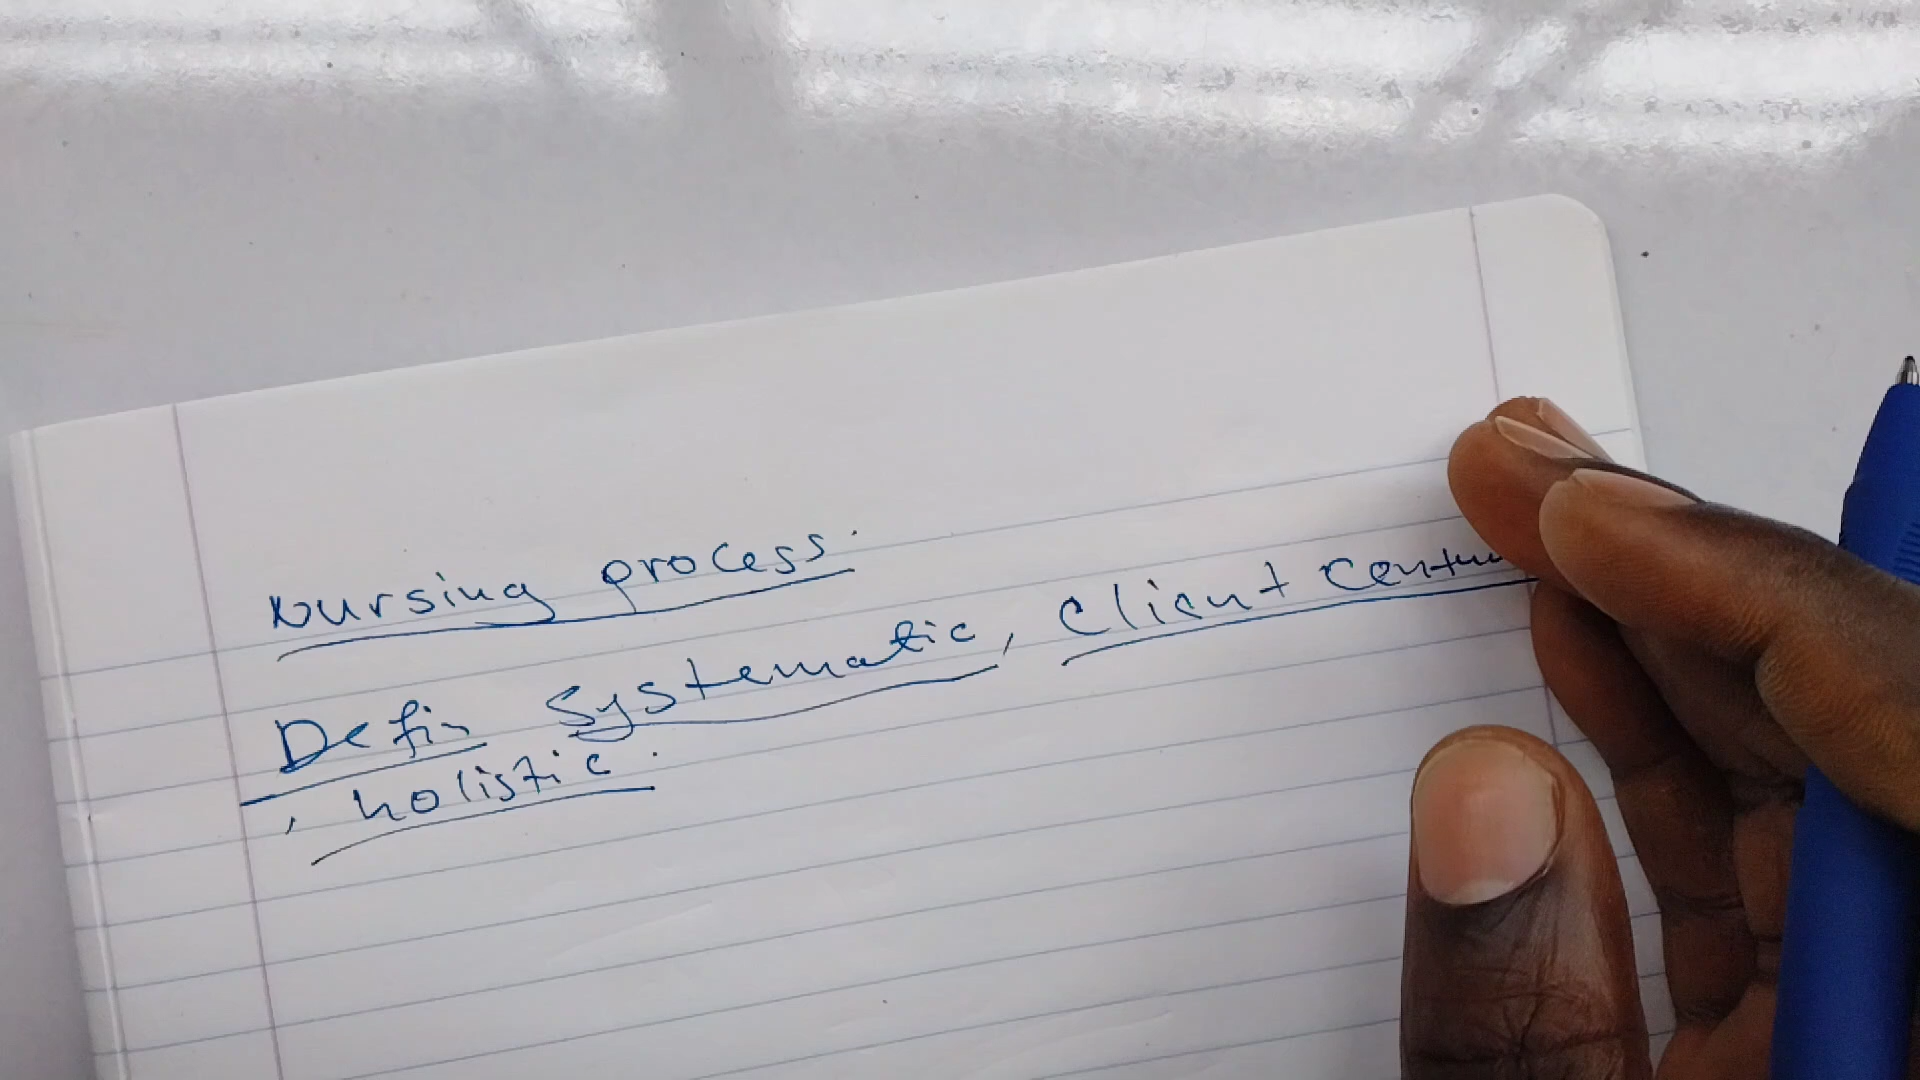 Nursing process.
Defin systematic, Client
, holistic.